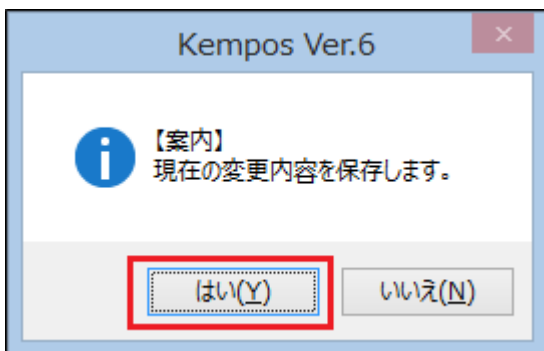 Kempos Ver.6
【案内】
現在の変更内容を保存します。
はい(Y)
いいえ(N)